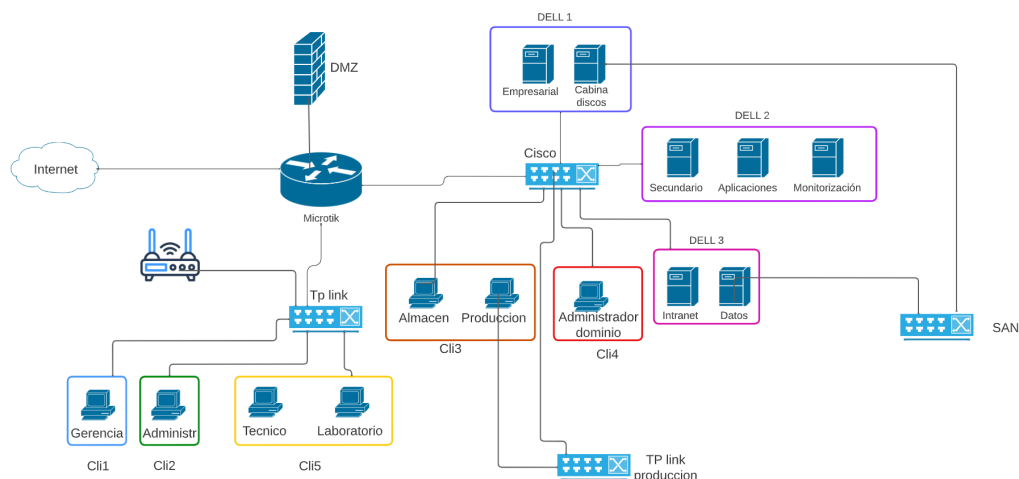 DELL 1
DMZ
Empresarial
Cabina
discos
DELL 2
Internet
Cisco
Secundario
Aplicaciones
Monitorización
Microtik
DELL 3
Tp link
Almacen
Produccion
Administrador
dominio
Intranet
Datos
SAN
Cli3
Cli4
Gerencia
Administr
Tecnico
Laboratorio
Cli1
Cli2
Cli5
TP link
produccion